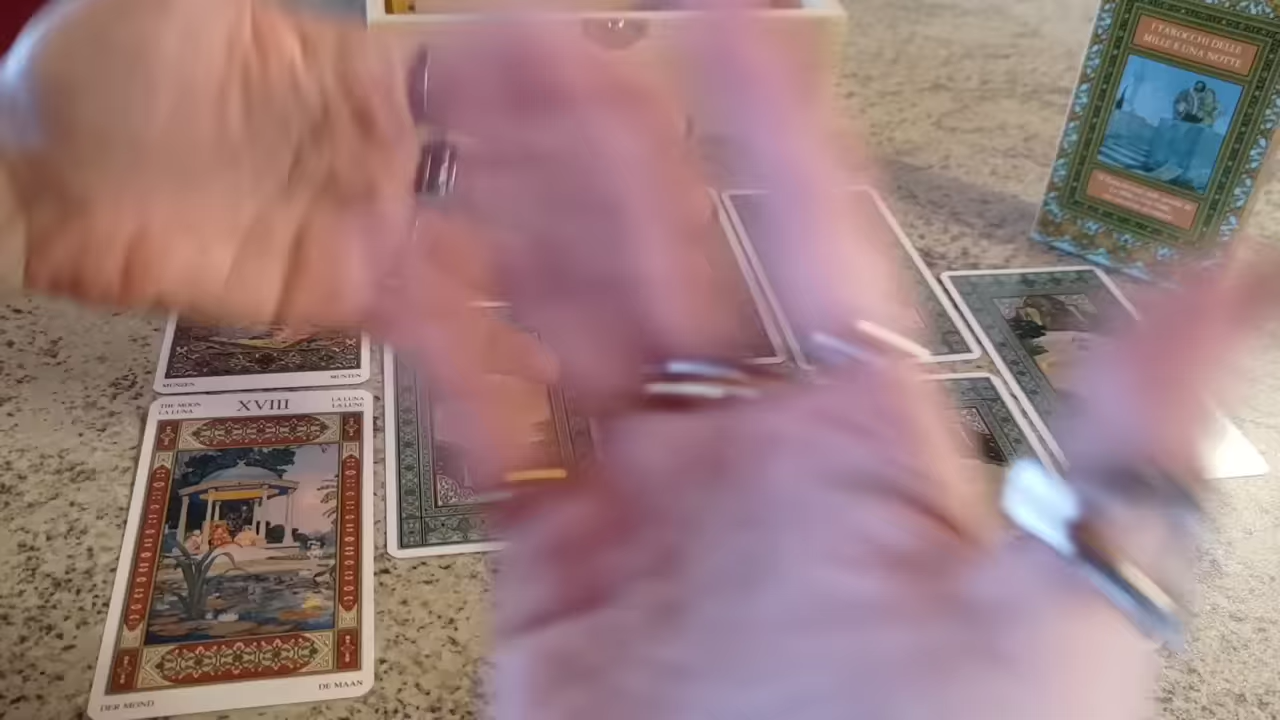 I TAROCCHI DELLE
MILLE E UNA NOTTE
MÜNZEN
MUNTEN
THE MOON
LA LUNA
XVIII
LA LUNA
LA LUNE
DER MOND
DE MAAN